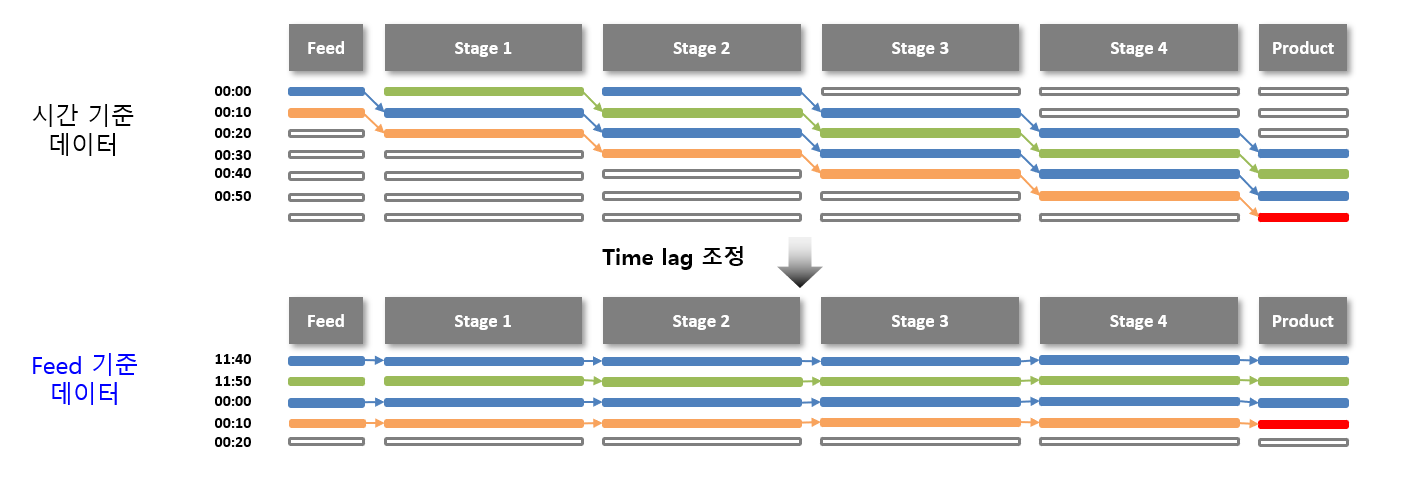 Feed Stage 1 Stage 2 Stage 3 Stage 4 Product
시간 기준
데이터
00:00
00:10
00:20
00:30
00:40
00:50
Time lag 조정
Feed Stage 1 Stage 2 Stage 3 Stage 4 Product
Feed 기준
데이터
11:40
11:50
00:00
00:10
00:20